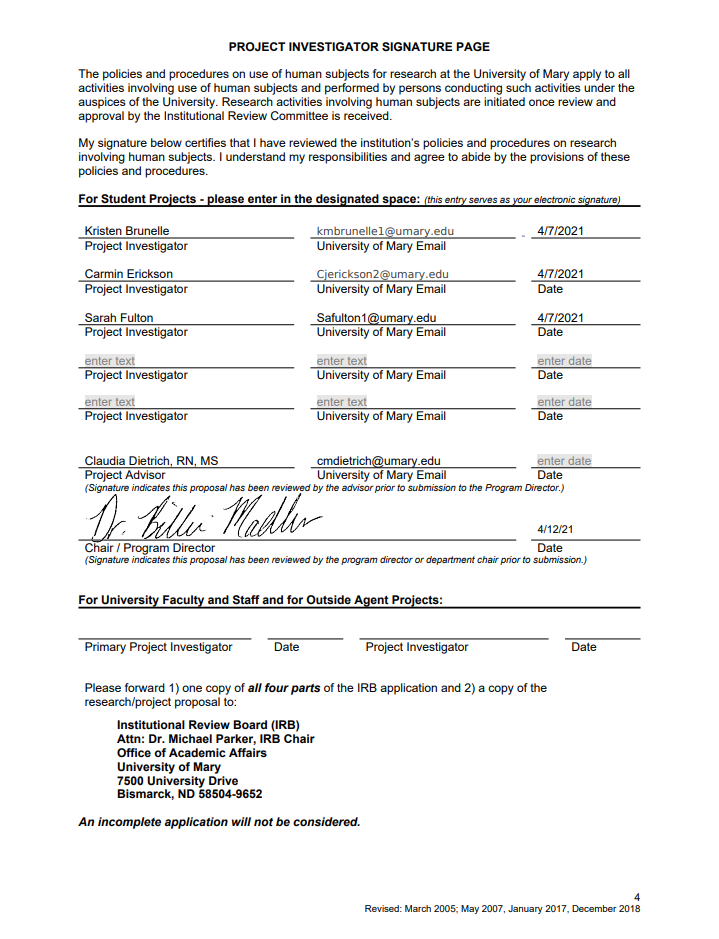 PROJECT INVESTIGATOR SIGNATURE PAGE
The policies and procedures on use of human subjects for research at the University of Mary apply to all
activities involving use of human subjects and performed by persons conducting such activities under the
auspices of the University. Research activities involving human subjects are initiated once review and
approval by the Institutional Review Committee is received.
My signature below certifies that I have reviewed the institution's policies and procedures on research
involving human subjects. I understand my responsibilities and agree to abide by the provisions of these
policies and procedures.
For Student Projects - please enter in the designated space: (this entry serves as your electronic signature)
Kristen Brunelle kmbrunelle1@umary.edu - 4/7/2021
Project Investigator University of Mary Email
Carmin Erickson Cjerickson2@umary.edu 4/7/2021
Project Investigator University of Mary Email Date
Sarah Fulton Safulton1@umary.edu 4/7/2021
Project Investigator University of Mary Email Date
enter text enter text enter date
Project Investigator University of Mary Email Date
enter text enter text enter date
Project Investigator University of Mary Email Date
Claudia Dietrich, RN, MS cmdietrich@umary.edu enter date
Project Advisor University of Mary Email Date
(Signature indicates this proposal has been reviewed by the advisor prior to submission to the Program Director.)
Dr. Billie 4/12/21
Chair / Program Director Date
(Signature indicates this proposal has been reviewed by the program director or department chair prior to submission.)
For University Faculty and Staff and for Outside Agent Projects:
Primary Project Investigator Date Project Investigator Date
Please forward 1) one copy of all four parts of the IRB application and 2) a copy of the
research/project proposal to:
Institutional Review Board (IRB)
Attn: Dr. Michael Parker, IRB Chair
Office of Academic Affairs
University of Mary
7500 University Drive
Bismarck, ND 58504-9652
An incomplete application will not be considered.
4
Revised: March 2005; May 2007, January 2017, December 2018